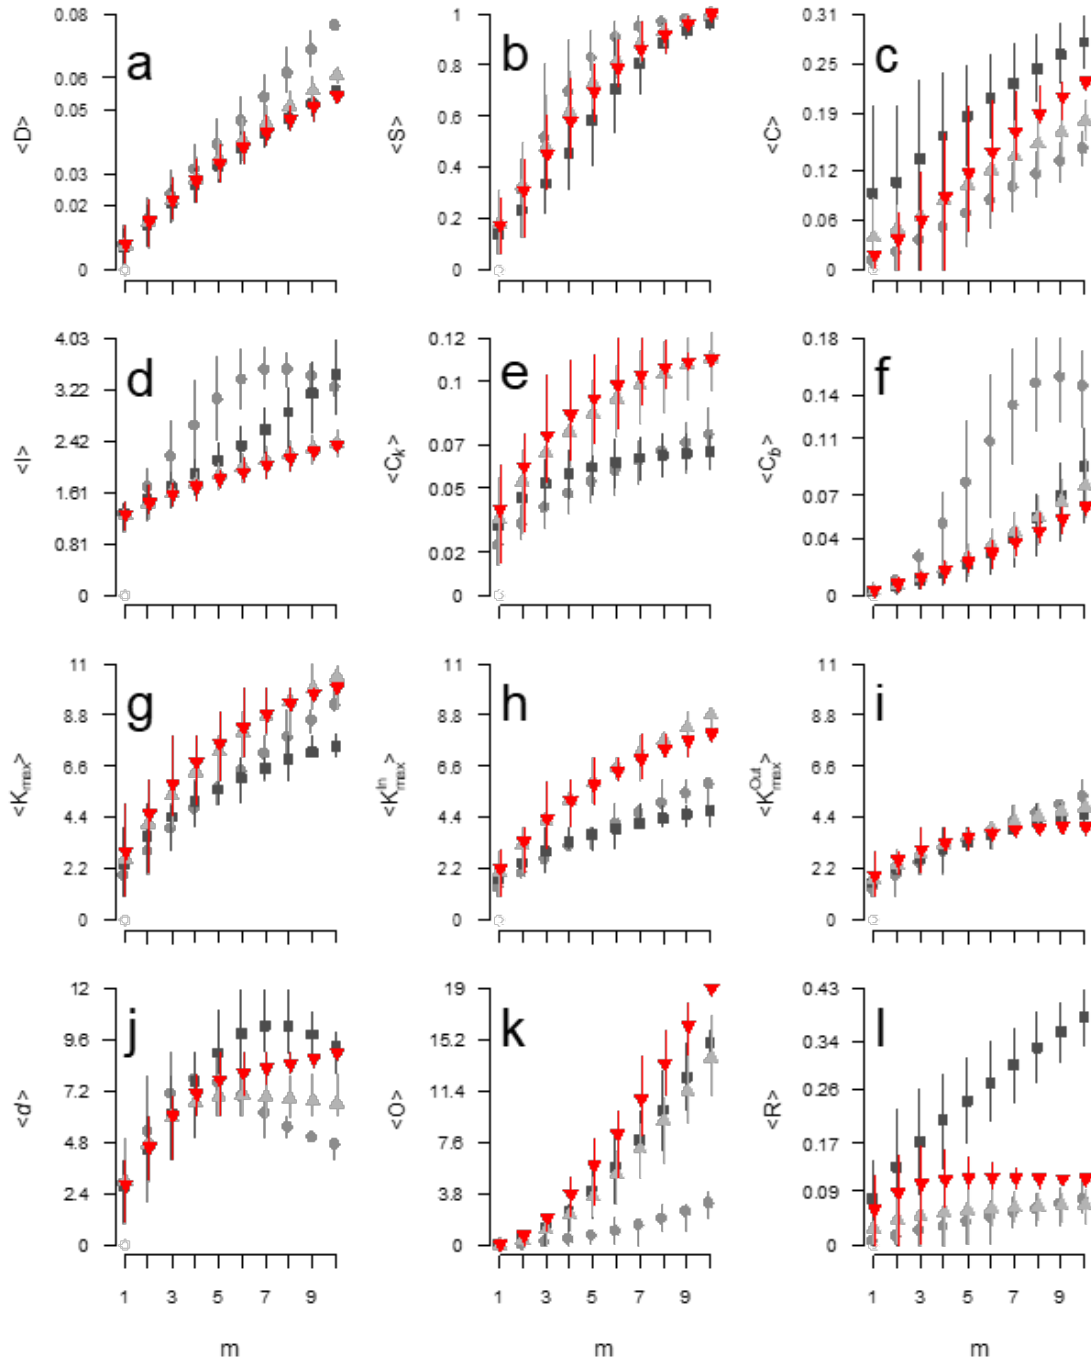 a
<D>
0.08
0.06
0.05
0.03
0.02
0
b
<S>
1
0.8
0.6
0.4
0.2
0
c
<C>
0.31
0.25
0.19
0.12
0.06
0
d
<I>
4.03
3.22
2.42
1.61
0.81
0
e
<C_k>
0.12
0.1
0.07
0.05
0.02
0
f
<C_b>
0.18
0.14
0.11
0.07
0.04
0
g
<K_max>
11
8.8
6.6
4.4
2.2
0
h
<K_max^In>
11
8.8
6.6
4.4
2.2
0
i
<K_max^Out>
11
8.8
6.6
4.4
2.2
0
j
<d>
12
9.6
7.2
4.8
2.4
0
1 3 5 7 9
m
k
<O>
19
15.2
11.4
7.6
3.8
0
1 3 5 7 9
m
l
<R>
0.43
0.34
0.26
0.17
0.09
0
1 3 5 7 9
m